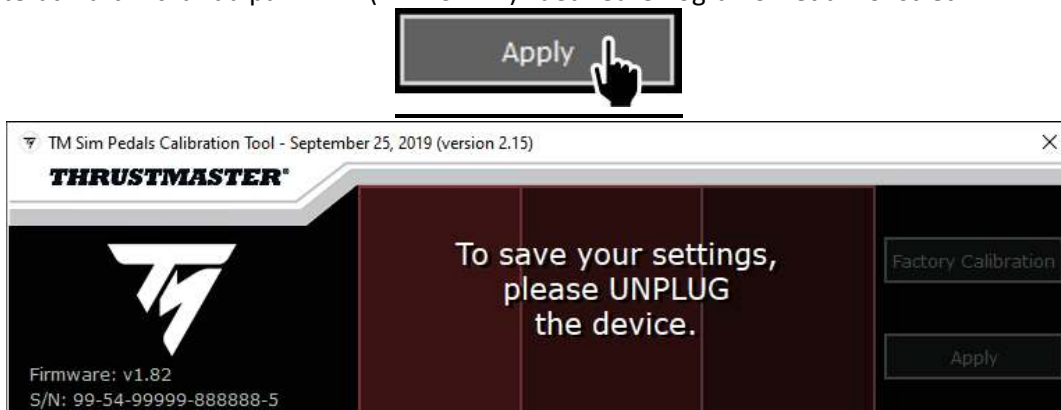 Apply
TM Sim Pedals Calibration Tool - September 25, 2019 (version 2.15)
THRUSTMASTER®
To save your settings,
please UNPLUG
the device.
Factory Calibration
Apply
Firmware: v1.82
S/N: 99-54-99999-888888-5